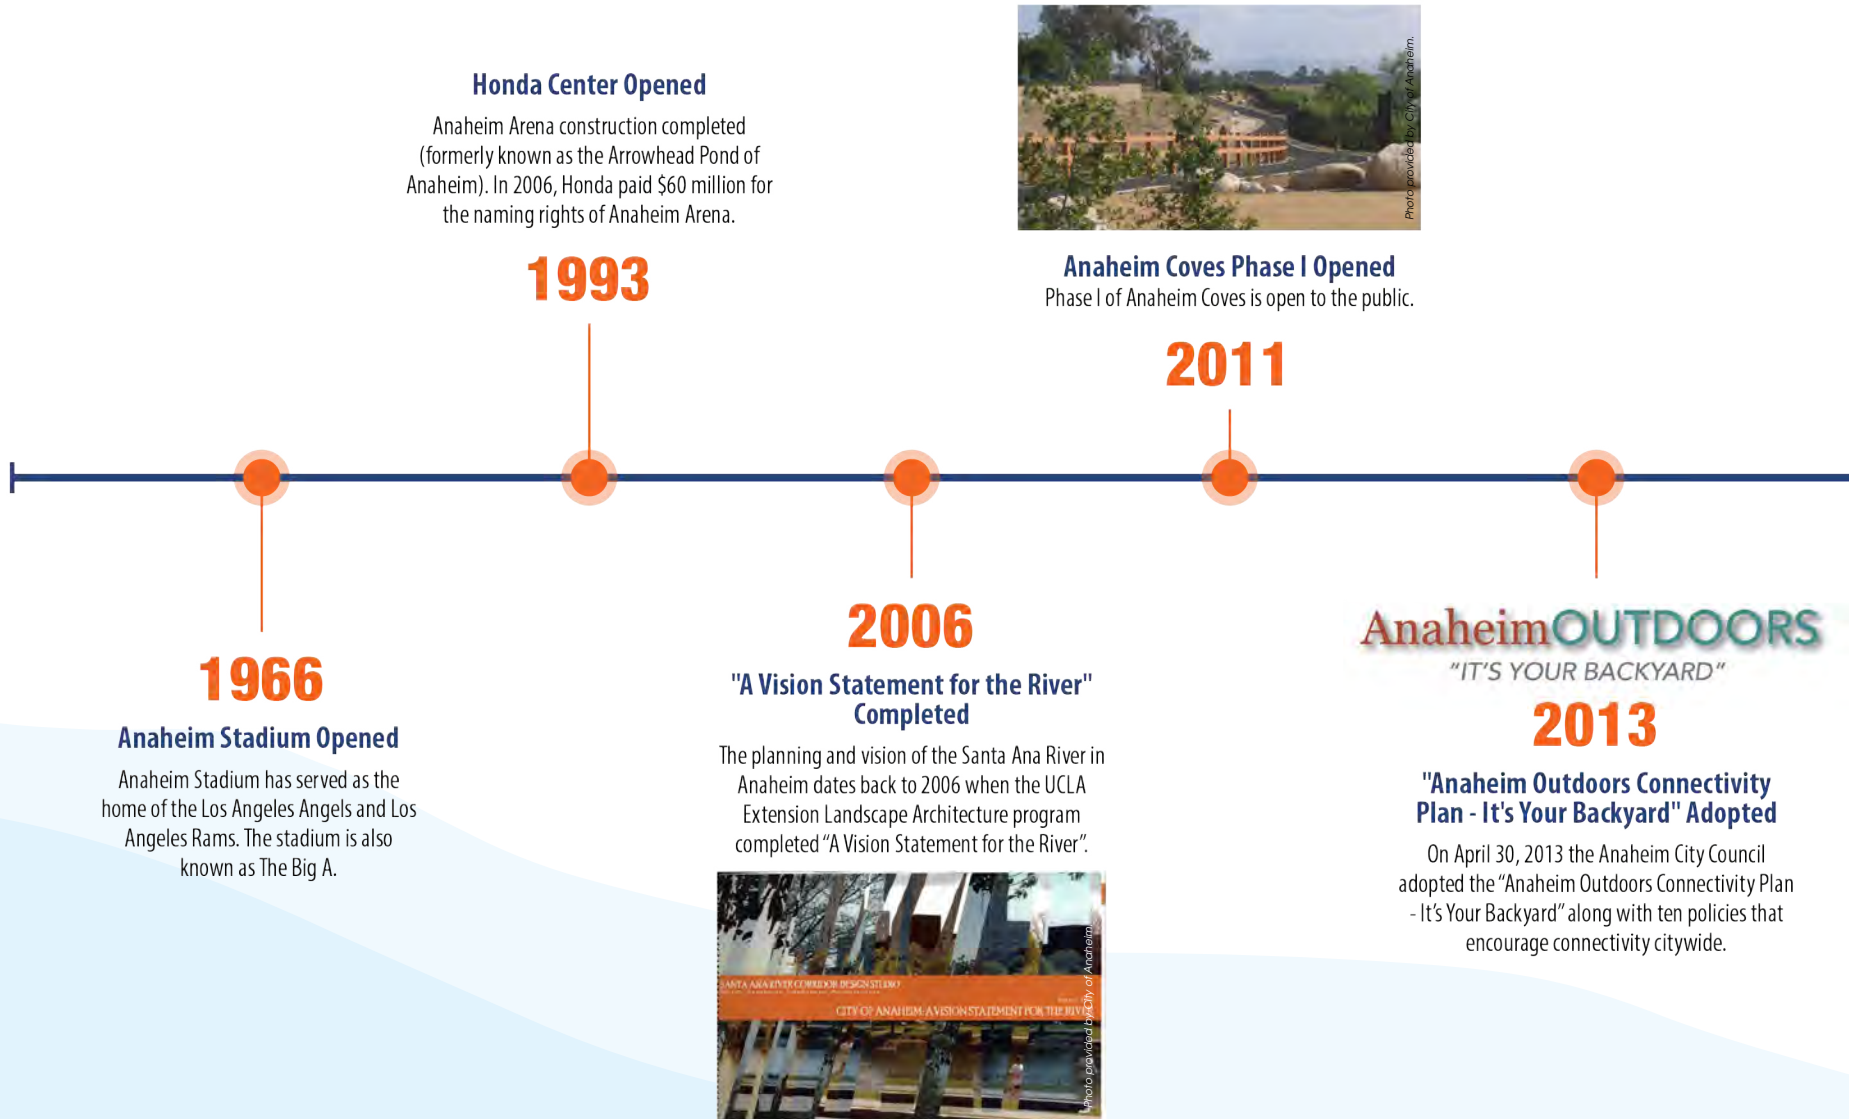 Honda Center Opened
Anaheim Arena construction completed
(formerly known as the Arrowhead Pond of
Anaheim). In 2006, Honda paid $60 million for
the naming rights of Anaheim Arena.
1993
Photo provided by City of Anaheim.
Anaheim Coves Phase I Opened
Phase I of Anaheim Coves is open to the public.
2011
1966
Anaheim Stadium Opened
Anaheim Stadium has served as the
home of the Los Angeles Angels and Los
Angeles Rams. The stadium is also
known as The Big A.
2006
"A Vision Statement for the River"
Completed
The planning and vision of the Santa Ana River in
Anaheim dates back to 2006 when the UCLA
Extension Landscape Architecture program
completed “A Vision Statement for the River”.
SANTA ANA RIVER CORRIDOR DESIGN STUDIO
CITY OF ANAHEIM: A VISION STATEMENT FOR THE RIVER
Photo provided by City of Anaheim.
AnaheimOUTDOORS
“IT’S YOUR BACKYARD”
2013
"Anaheim Outdoors Connectivity
Plan - It's Your Backyard" Adopted
On April 30, 2013 the Anaheim City Council
adopted the “Anaheim Outdoors Connectivity Plan
- It’s Your Backyard” along with ten policies that
encourage connectivity citywide.